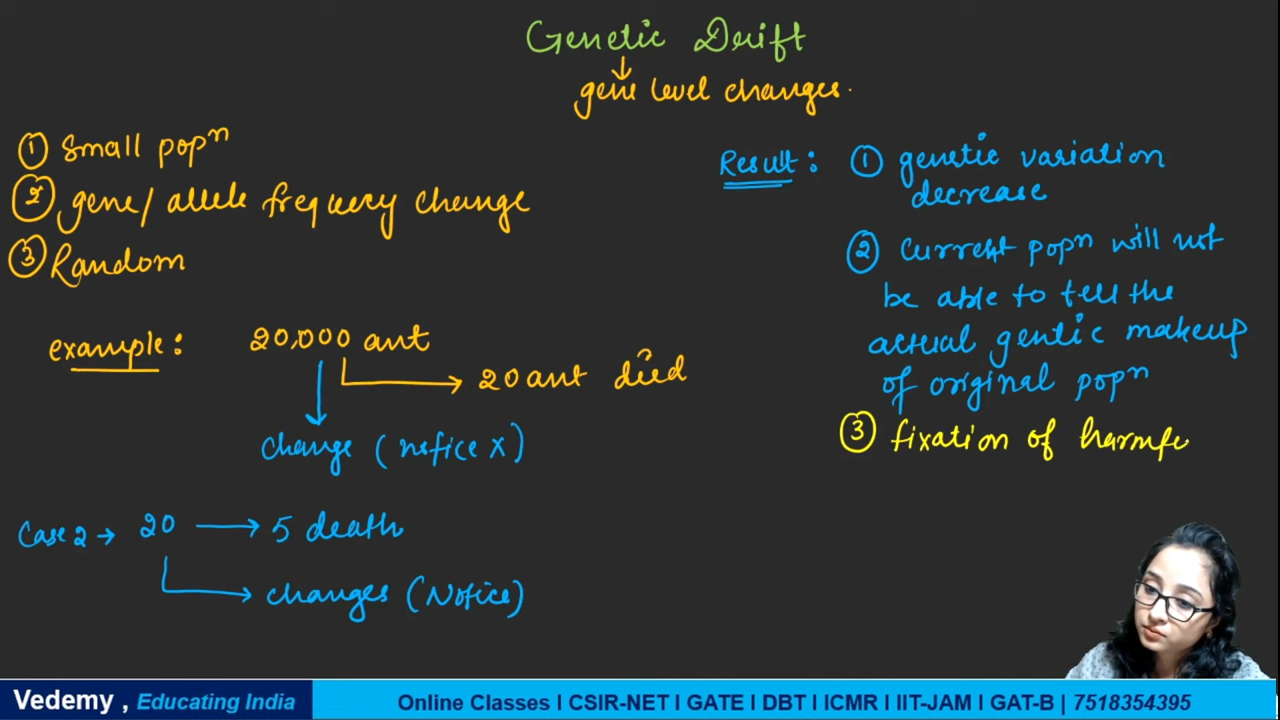 Genetic Drift
gene level changes.
① Small popⁿ
② gene/ allele frequency change
③ Random
example : 20,000 ant
20 ant died
change ( notice x )
Case 2 → 20 → 5 death
changes ( Notice )
Result : ① genetic variation
decrease
② current popⁿ will not
be able to tell the
actual gentic makeup
of original popⁿ
③ fixation of harmfe
Vedemy , Educating India
Online Classes I CSIR-NET I GATE I DBT I ICMR I IIT-JAM I GAT-B I 7518354395